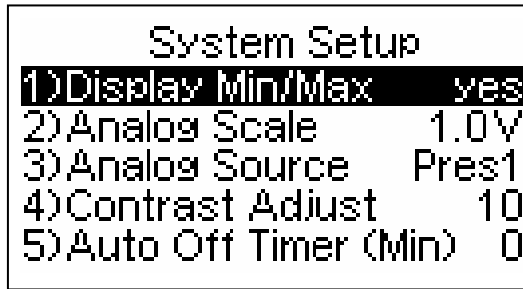 System Setup
1)Display Min/Max yes
2)Analog Scale 1.0V
3)Analog Source Pres1
4)Contrast Adjust 10
5)Auto Off Timer (Min) 0